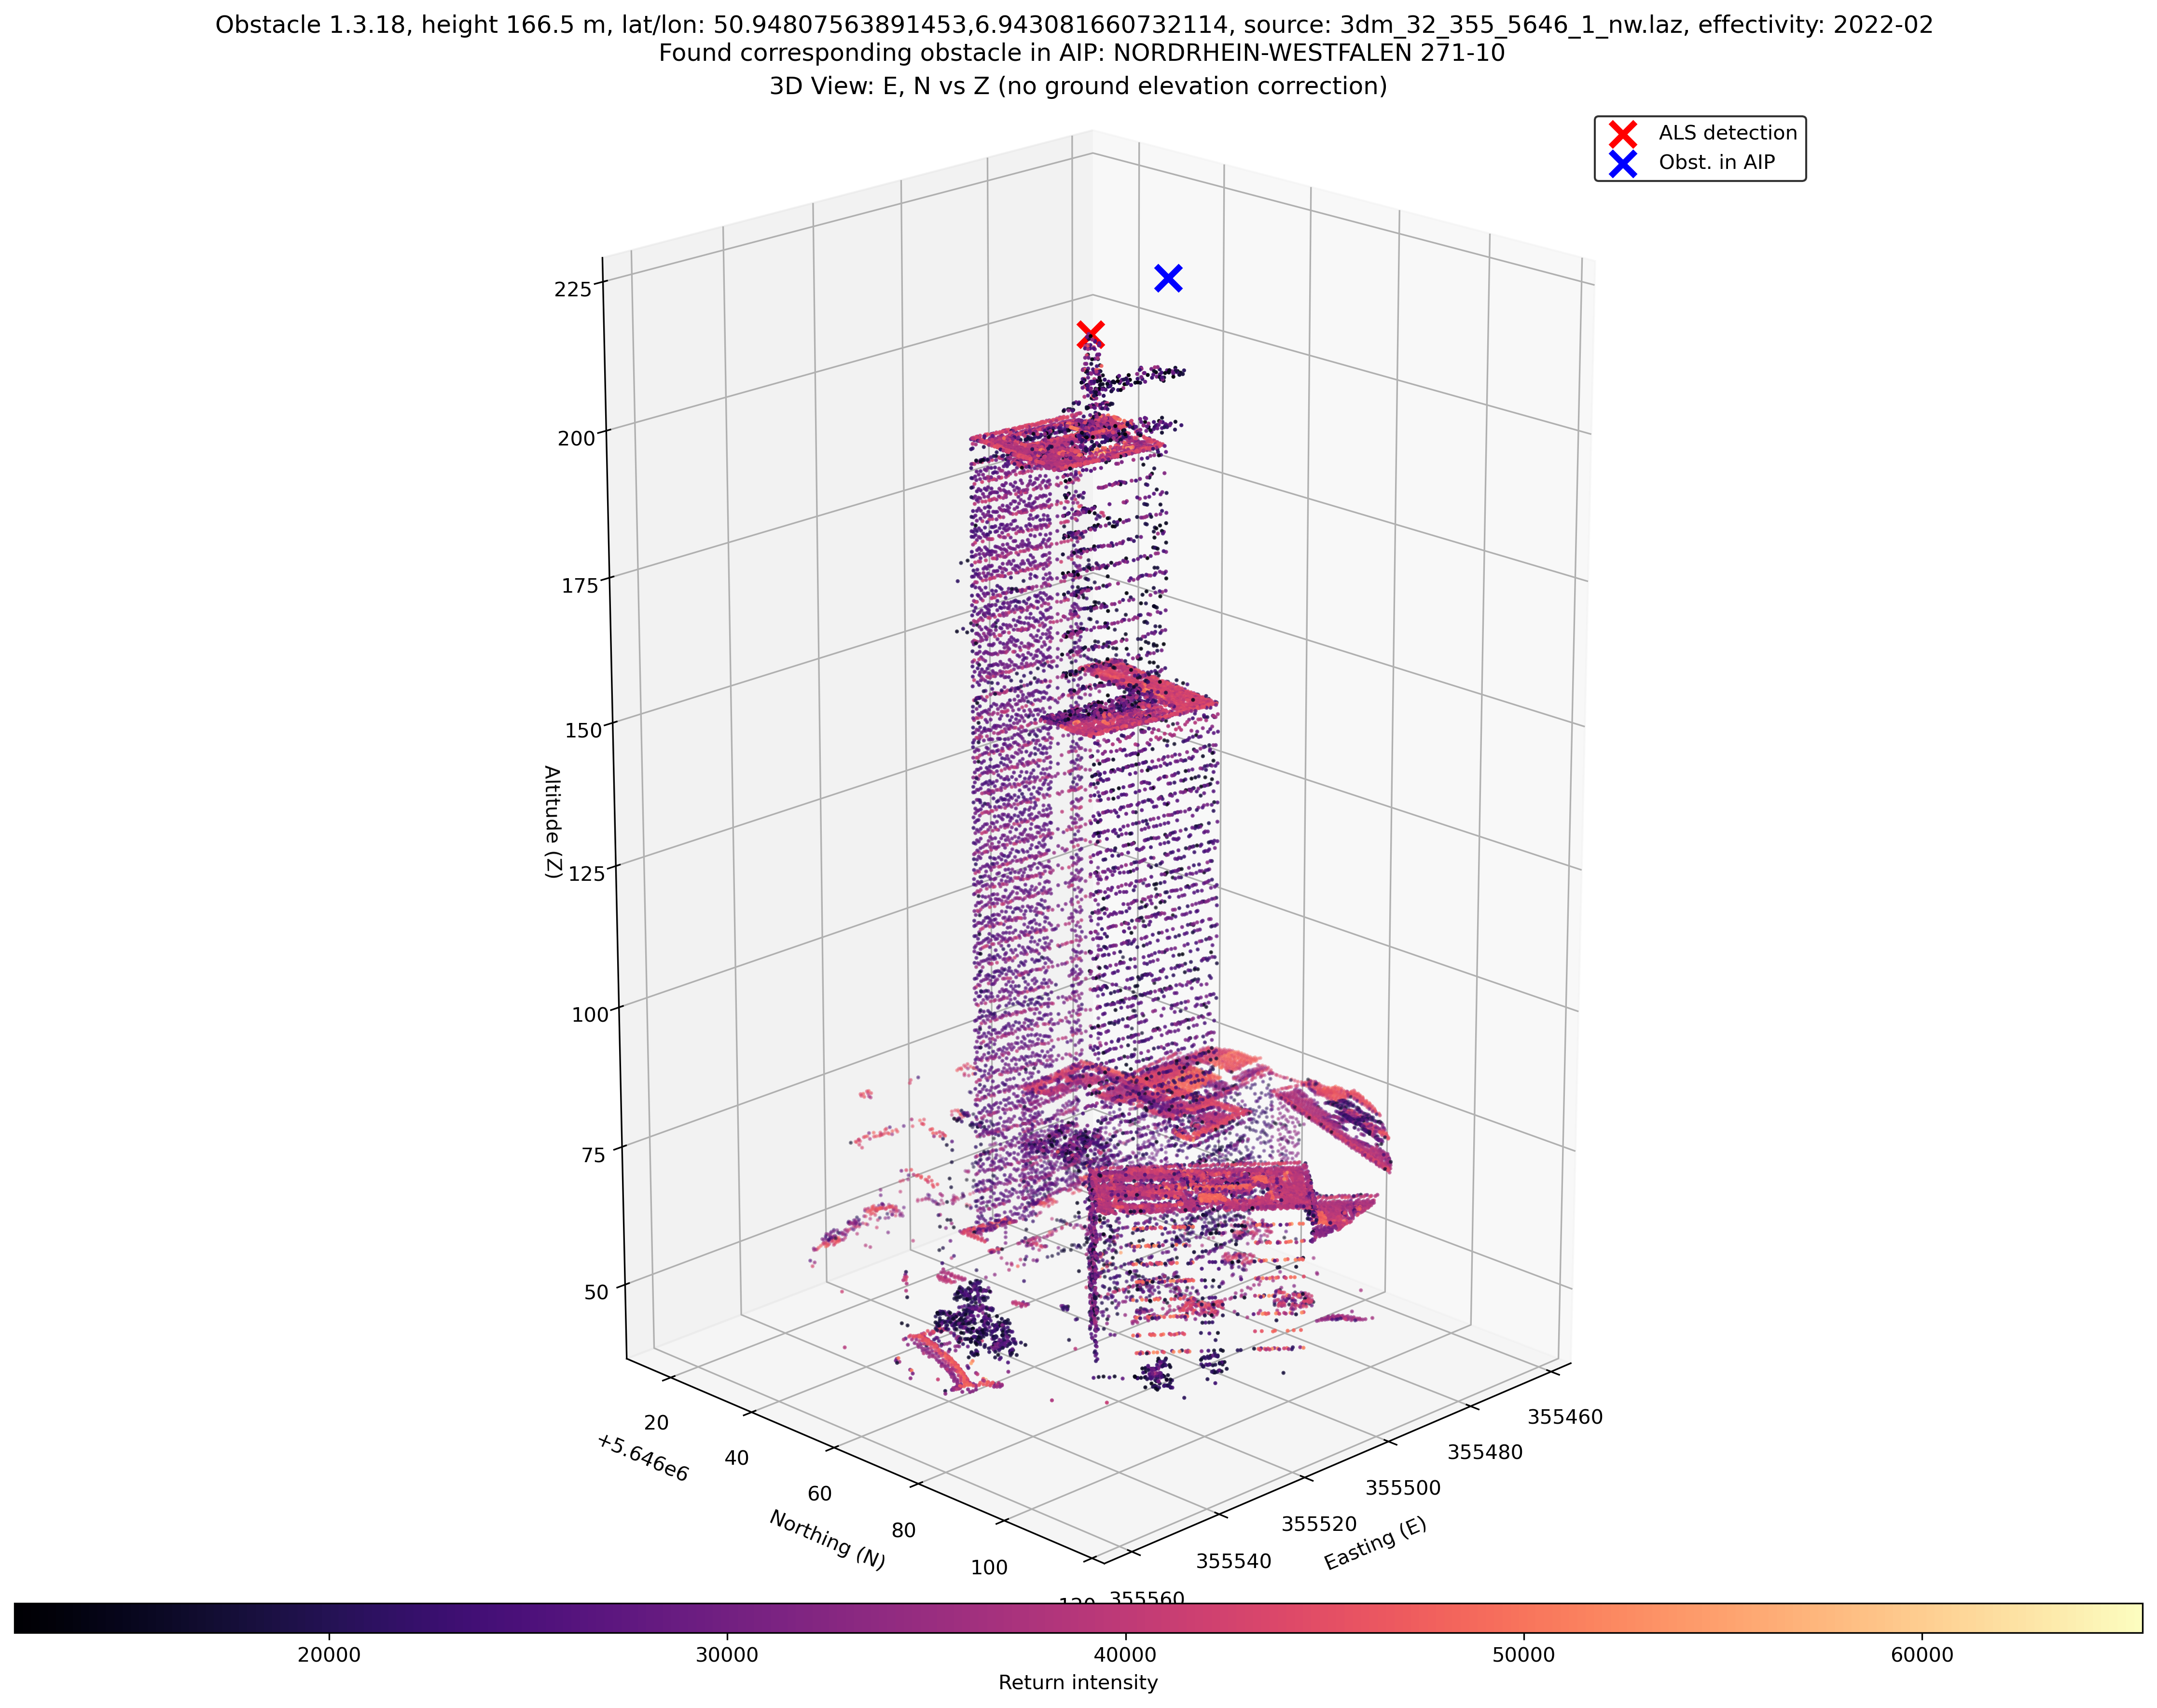 Obstacle 1.3.18, height 166.5 m, lat/lon: 50.94807563891453,6.943081660732114, source: 3dm_32_355_5646_1_nw.laz, effectivity: 2022-02
Found corresponding obstacle in AIP: NORDRHEIN-WESTFALEN 271-10
3D View: E, N vs Z (no ground elevation correction)
ALS detection
Obst. in AIP
225
200
175
150
125
100
75
50
Altitude (Z)
20
40
60
80
100
+5.646e6
Northing (N)
355460
355480
355500
355520
355540
355560
Easting (E)
20000
30000
40000
50000
60000
Return intensity